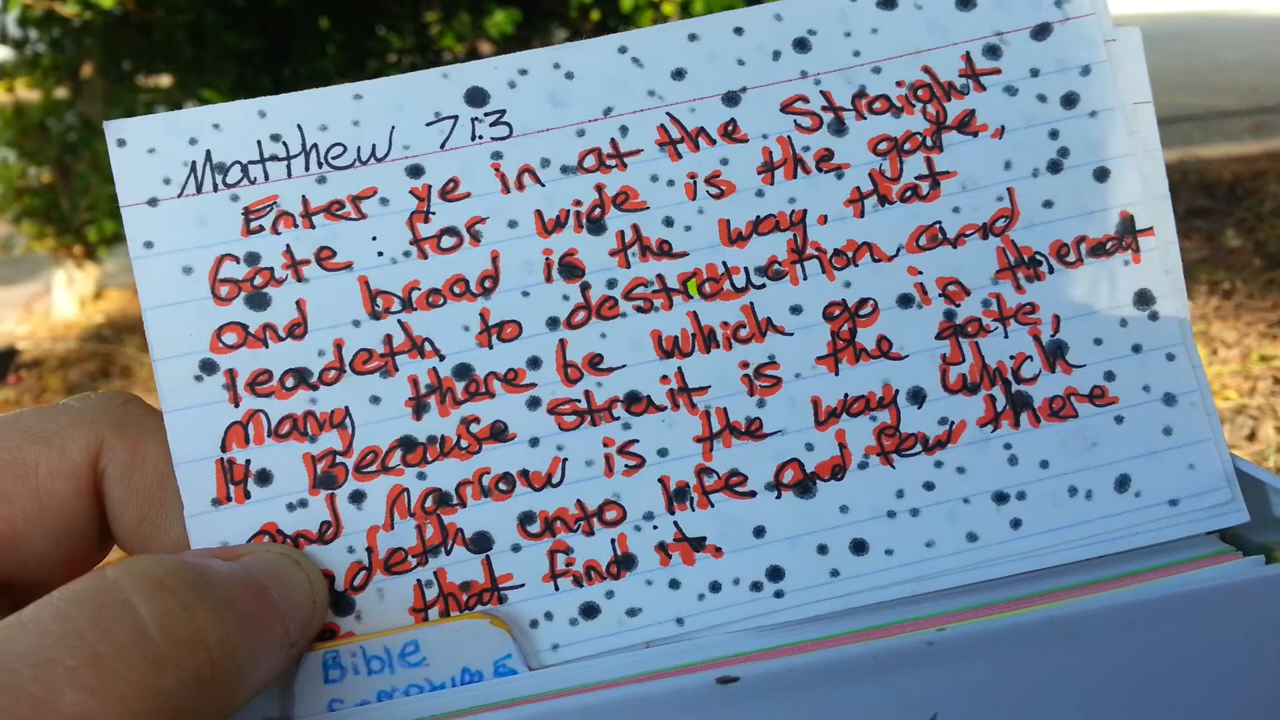 Matthew 7:13
Enter ye in at the Straight
Gate: for wide is the gate,
and broad is the way. that
leadeth to destruction and
Many there be which go in thereat
14 Because strait is the gate,
and narrow is the way, which
adeth unto life and few there
that find it.
Bible